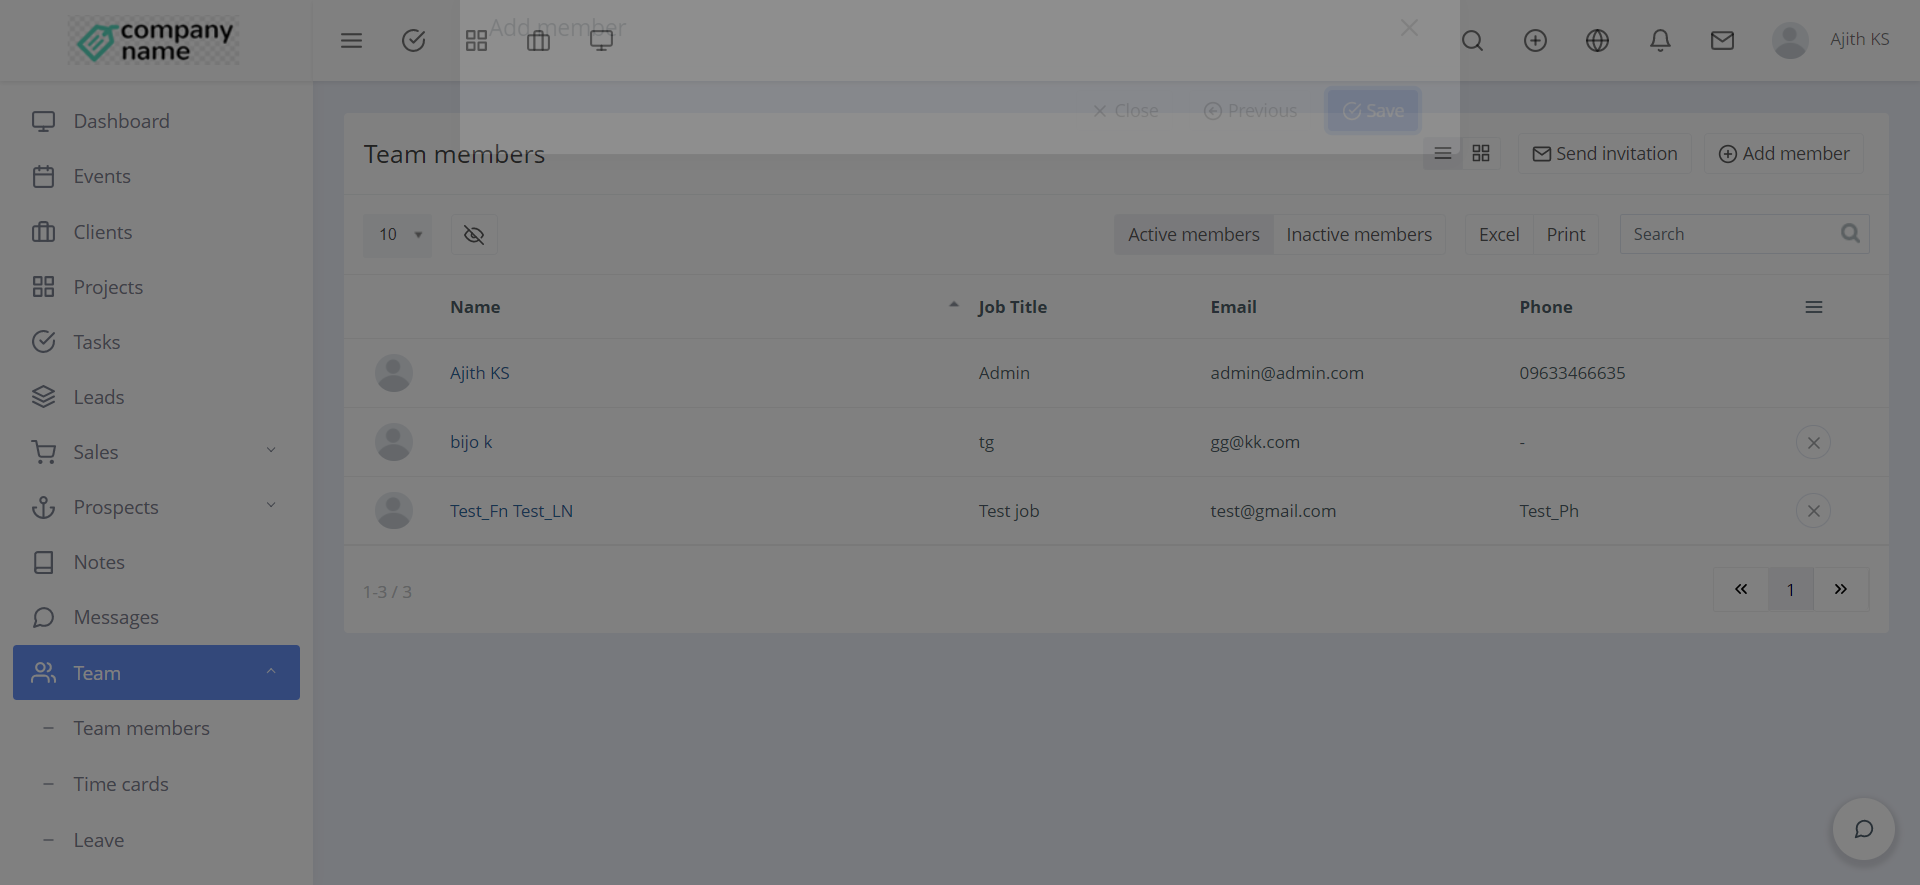 company
name
Add member
Ajith KS
Close
Previous
Save
Team members
Send invitation
Add member
10
Active members
Inactive members
Excel
Print
Search
Name
Job Title
Email
Phone
Ajith KS
Admin
admin@admin.com
09633466635
bijo k
tg
gg@kk.com
-
Test_Fn Test_LN
Test job
test@gmail.com
Test_Ph
1-3 / 3
«
1
»
Dashboard
Events
Clients
Projects
Tasks
Leads
Sales
Prospects
Notes
Messages
Team
Team members
Time cards
Leave